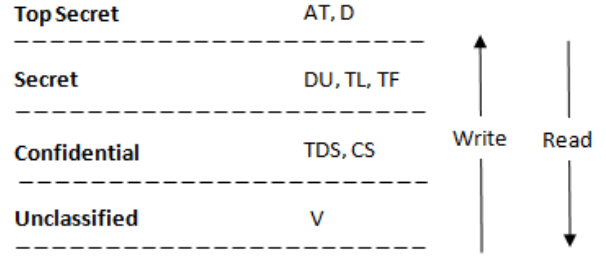 Top Secret AT, D
Secret DU, TL, TF
Confidential TDS, CS
Write Read
Unclassified V